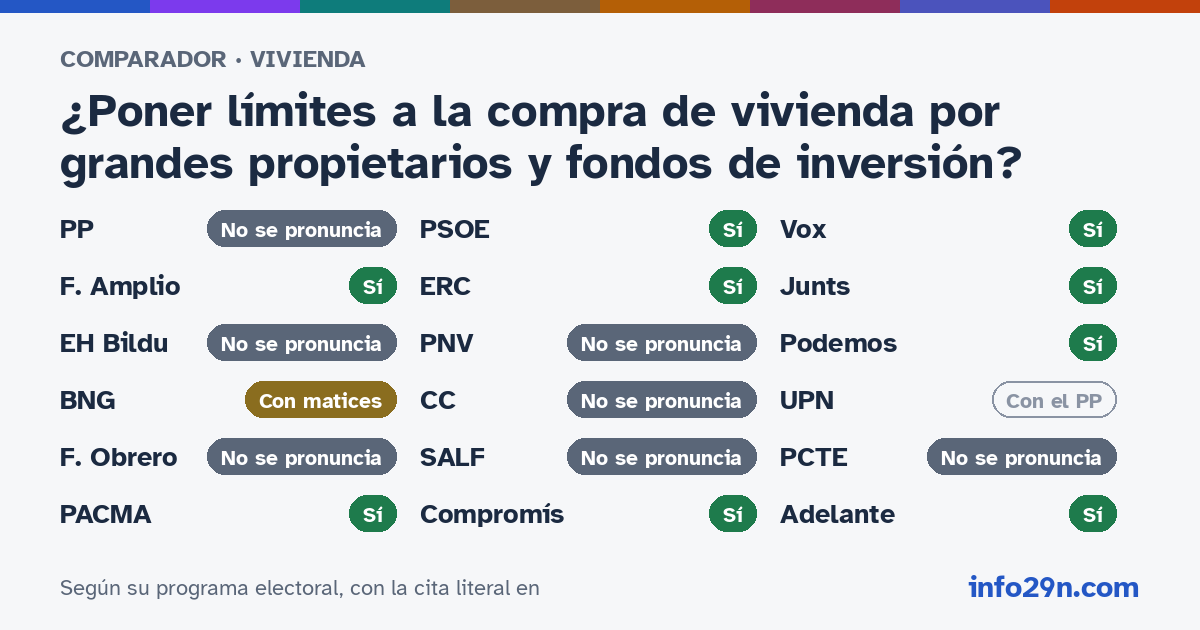 COMPARADOR · VIVIENDA
¿Poner límites a la compra de vivienda por
grandes propietarios y fondos de inversión?
PP No se pronuncia PSOE Sí Vox Sí
F. Amplio Sí ERC Sí Junts Sí
EH Bildu No se pronuncia PNV No se pronuncia Podemos Sí
BNG Con matices CC No se pronuncia UPN Con el PP
F. Obrero No se pronuncia SALF No se pronuncia PCTE No se pronuncia
PACMA Sí Compromís Sí Adelante Sí
Según su programa electoral, con la cita literal en info29n.com